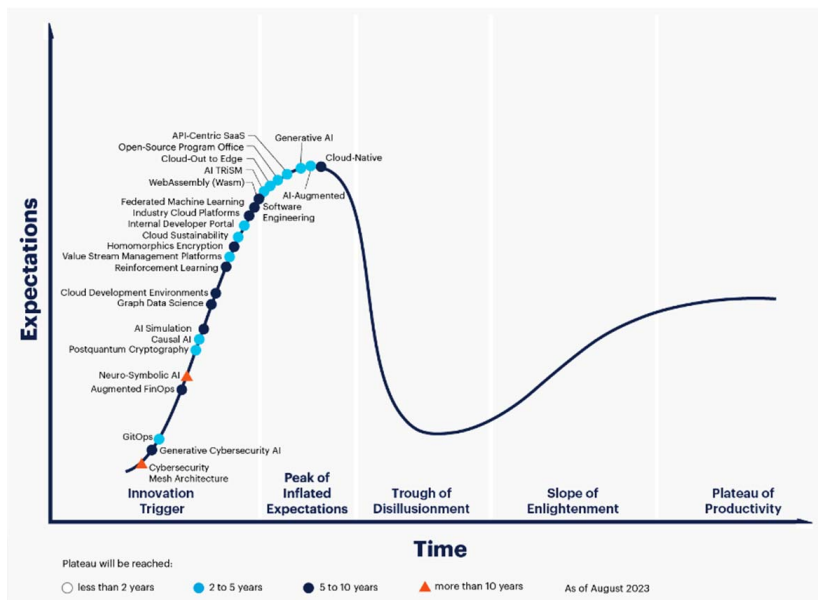 API-Centric SaaS
Generative AI
Open-Source Program Office
Cloud-Out to Edge
Cloud-Native
AI TRiSM
WebAssembly (Wasm)
AI-Augmented
Software
Engineering
Federated Machine Learning
Industry Cloud Platforms
Internal Developer Portal
Cloud Sustainability
Homomorphics Encryption
Value Stream Management Platforms
Reinforcement Learning
Cloud Development Environments
Graph Data Science
AI Simulation
Causal AI
Postquantum Cryptography
Neuro-Symbolic AI
Augmented FinOps
GitOps
Generative Cybersecurity AI
Cybersecurity
Mesh Architecture
Expectations
Innovation
Trigger
Peak of
Inflated
Expectations
Trough of
Disillusionment
Slope of
Enlightenment
Plateau of
Productivity
Time
Plateau will be reached:
less than 2 years
2 to 5 years
5 to 10 years
more than 10 years
As of August 2023